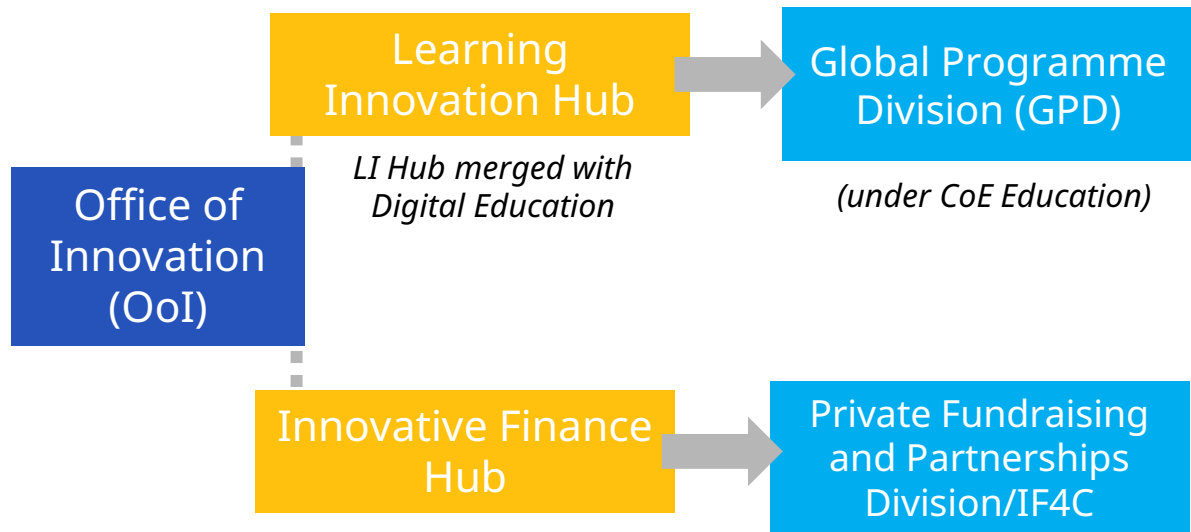 Learning
Innovation Hub
Global Programme
Division (GPD)
LI Hub merged with
Digital Education
(under CoE Education)
Office of
Innovation
(OoI)
Innovative Finance
Hub
Private Fundraising
and Partnerships
Division/IF4C